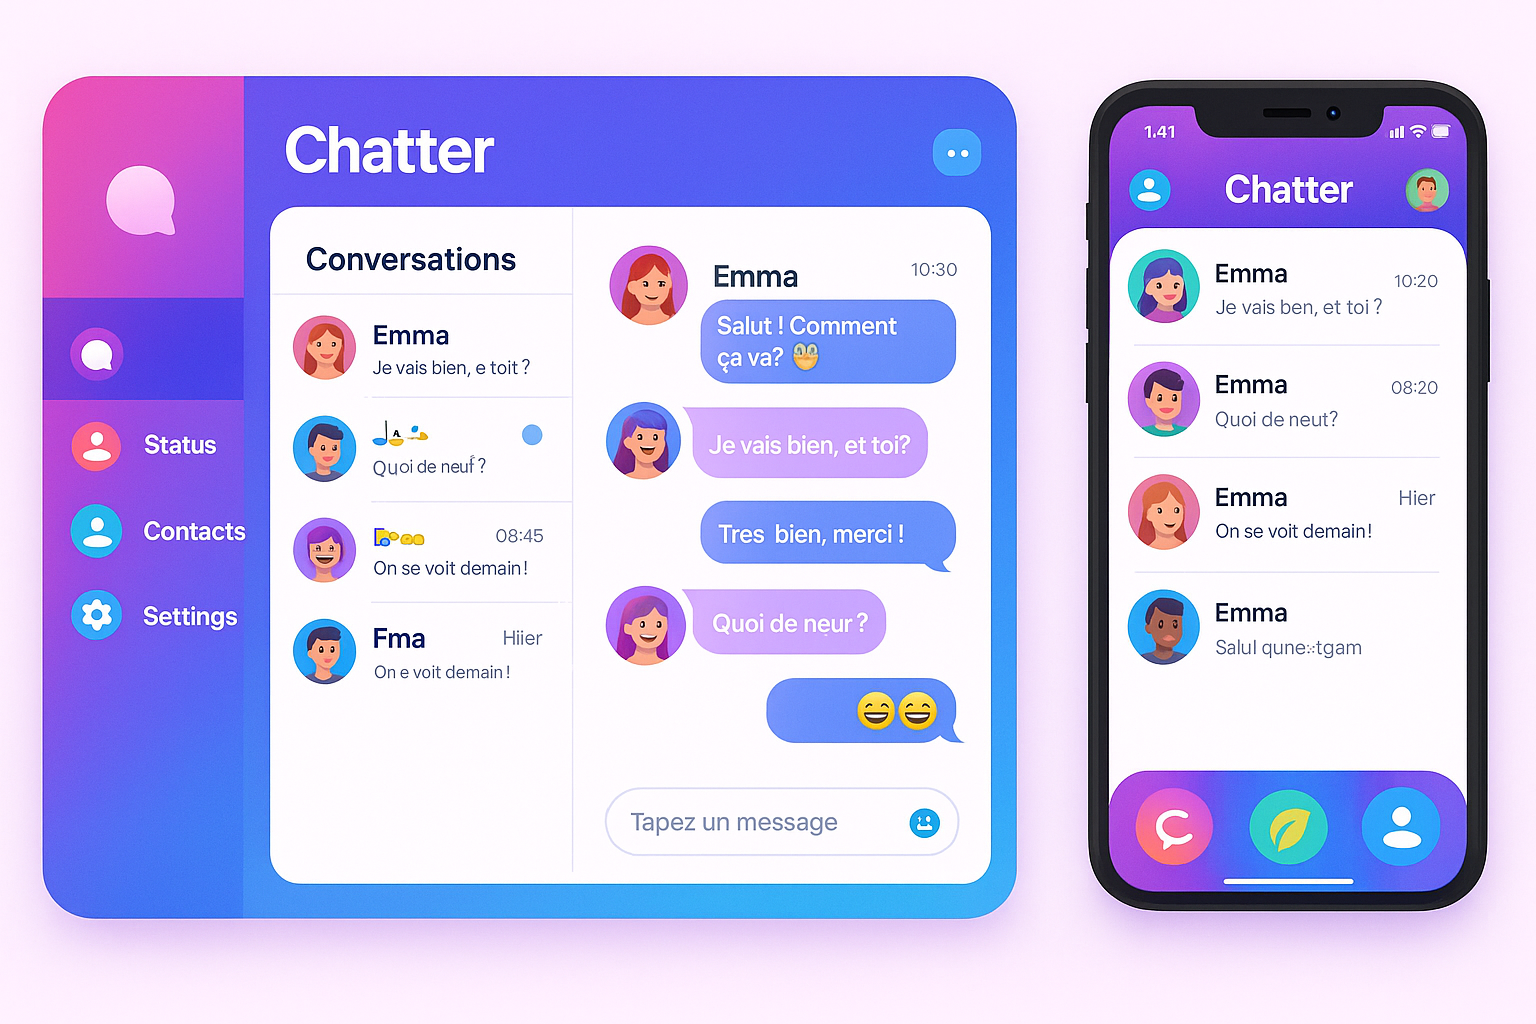 Chatter
Status
Contacts
Settings
Conversations
Emma
Je vais bien, e toit ?
Quoi de neuf ?
08:45
On se voit demain!
Fma
Hiier
On e voit demain!
Emma
10:30
Salut ! Comment
ça va?
Je vais bien, et toi?
Tres bien, merci !
Quoi de neur ?
Tapez un message
1.41
Chatter
Emma
10:20
Je vais ben, et toi ?
Emma
08:20
Quoi de neut?
Emma
Hier
On se voit demain!
Emma
Salul